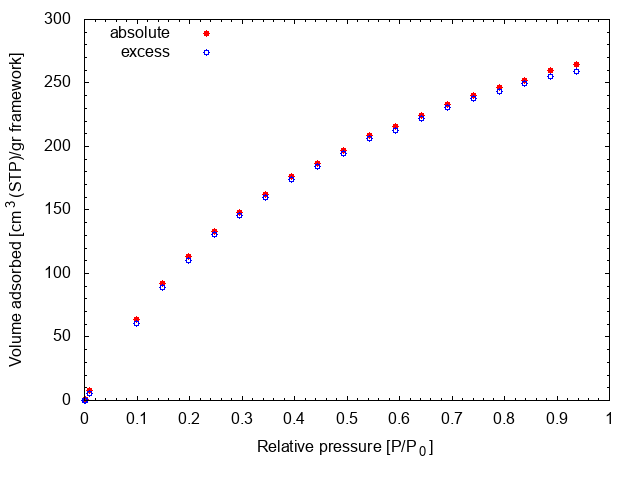 absolute
excess
300
250
200
150
100
50
0
Volume adsorbed [cm³ (STP)/gr framework]
0 0.1 0.2 0.3 0.4 0.5 0.6 0.7 0.8 0.9 1
Relative pressure [P/P₀]